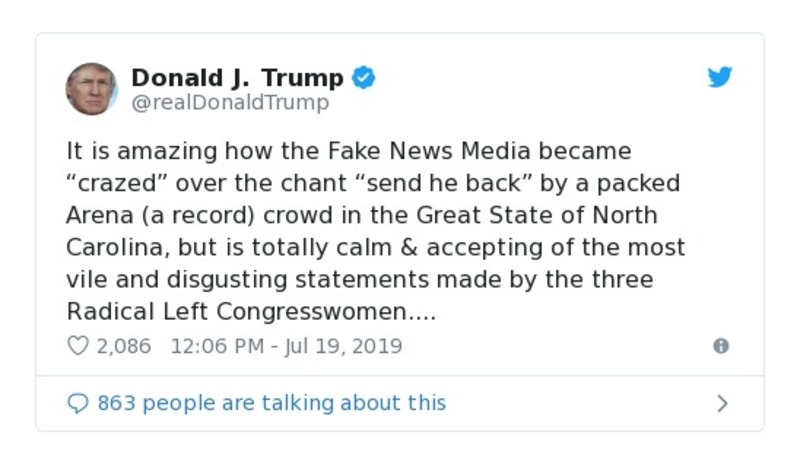 Donald J. Trump
@realDonaldTrump
It is amazing how the Fake News Media became
“crazed” over the chant “send he back” by a packed
Arena (a record) crowd in the Great State of North
Carolina, but is totally calm & accepting of the most
vile and disgusting statements made by the three
Radical Left Congresswomen....
2,086 12:06 PM - Jul 19, 2019
863 people are talking about this